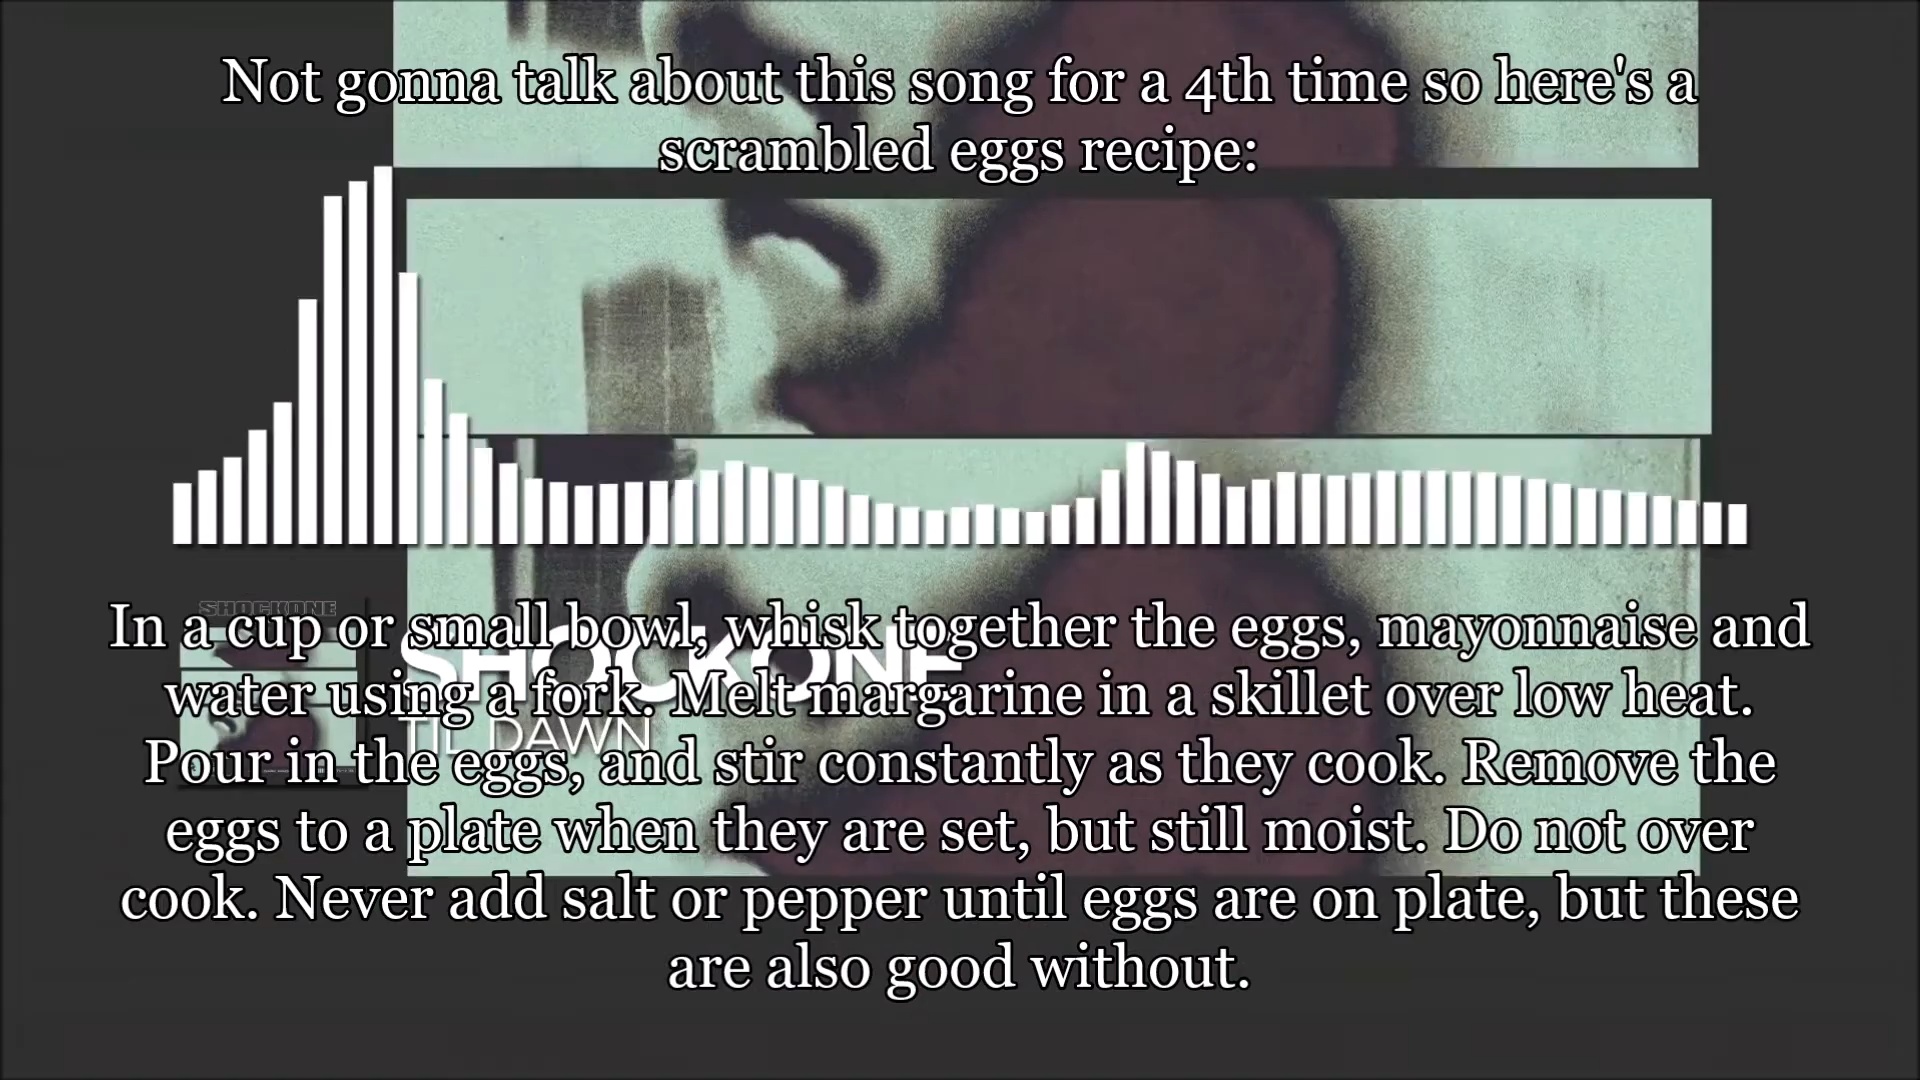 Not gonna talk about this song for a 4th time so here's a
scrambled eggs recipe:
SHOCKONE
In a cup or small bowl, whisk together the eggs, mayonnaise and
SHOCKONE
water using a fork. Melt margarine in a skillet over low heat.
TIL DAWN
Pour in the eggs, and stir constantly as they cook. Remove the
eggs to a plate when they are set, but still moist. Do not over
cook. Never add salt or pepper until eggs are on plate, but these
are also good without.